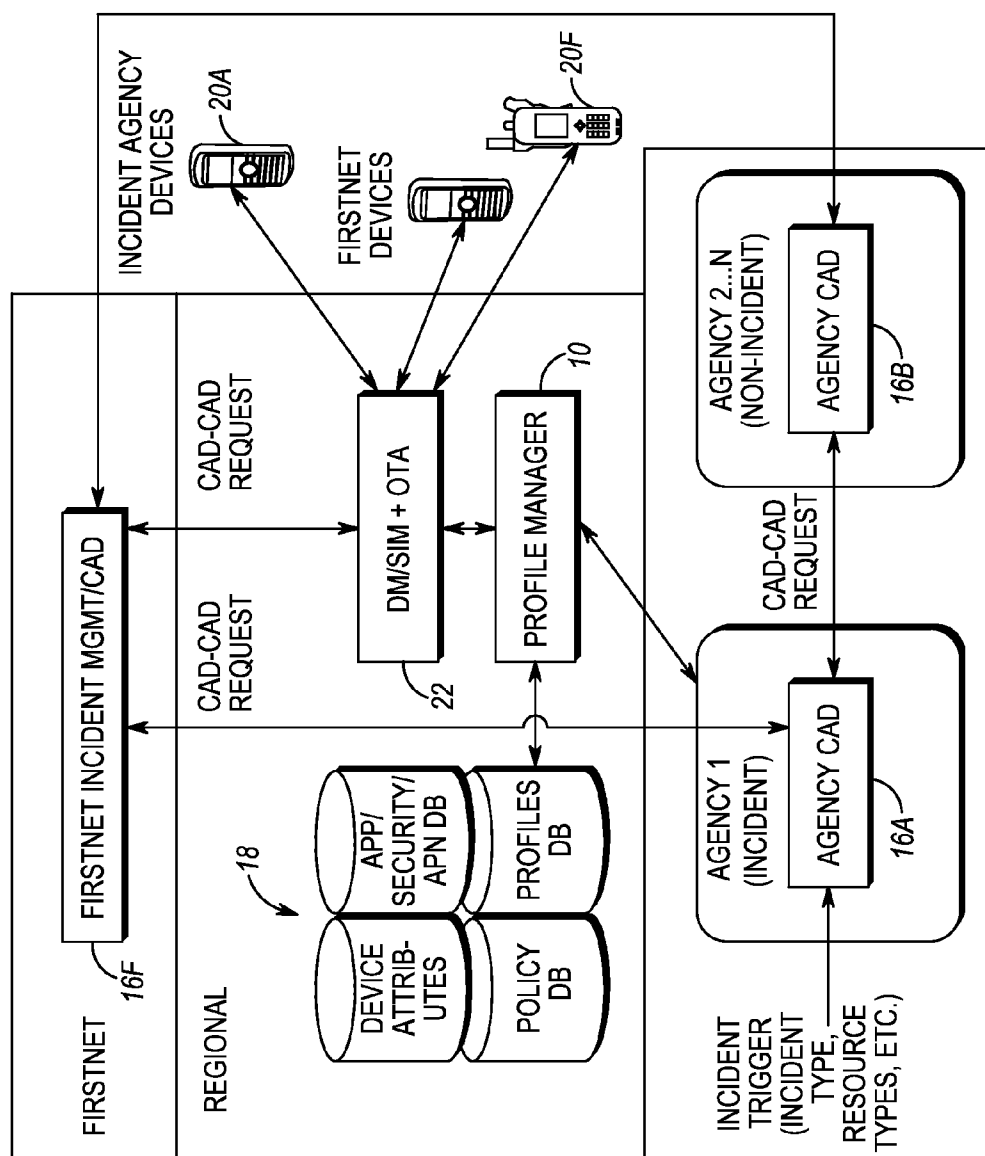 FIRSTNET
16F
FIRSTNET INCIDENT MGMT/CAD
REGIONAL
18
DEVICE
ATTRIB-
UTES
APP/
SECURITY/
APN DB
POLICY
DB
PROFILES
DB
CAD-CAD
REQUEST
CAD-CAD
REQUEST
22
DM/SIM + OTA
PROFILE MANAGER
10
INCIDENT AGENCY
DEVICES
20A
FIRSTNET
DEVICES
20F
INCIDENT
TRIGGER
(INCIDENT
TYPE,
RESOURCE
TYPES, ETC.)
AGENCY 1
(INCIDENT)
AGENCY CAD
16A
CAD-CAD
REQUEST
AGENCY 2...N
(NON-INCIDENT)
AGENCY CAD
16B